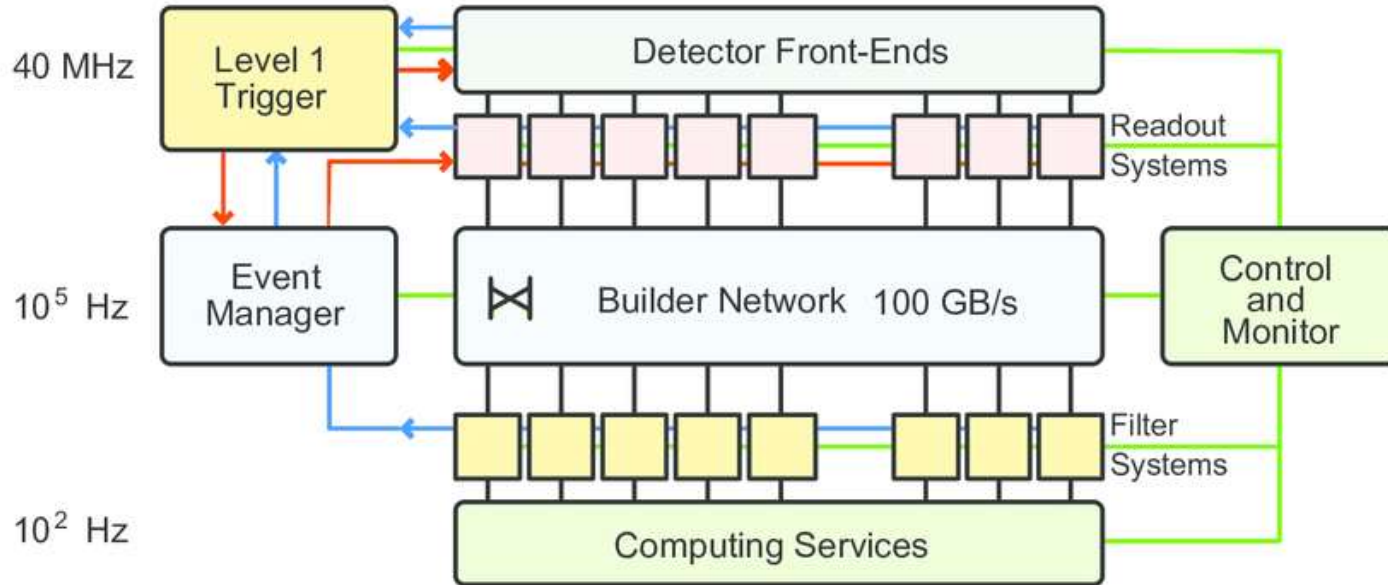 40 MHz
Level 1
Trigger
Detector Front-Ends
Readout
Systems
10⁵ Hz
Event
Manager
Builder Network 100 GB/s
Control
and
Monitor
Filter
Systems
10² Hz
Computing Services